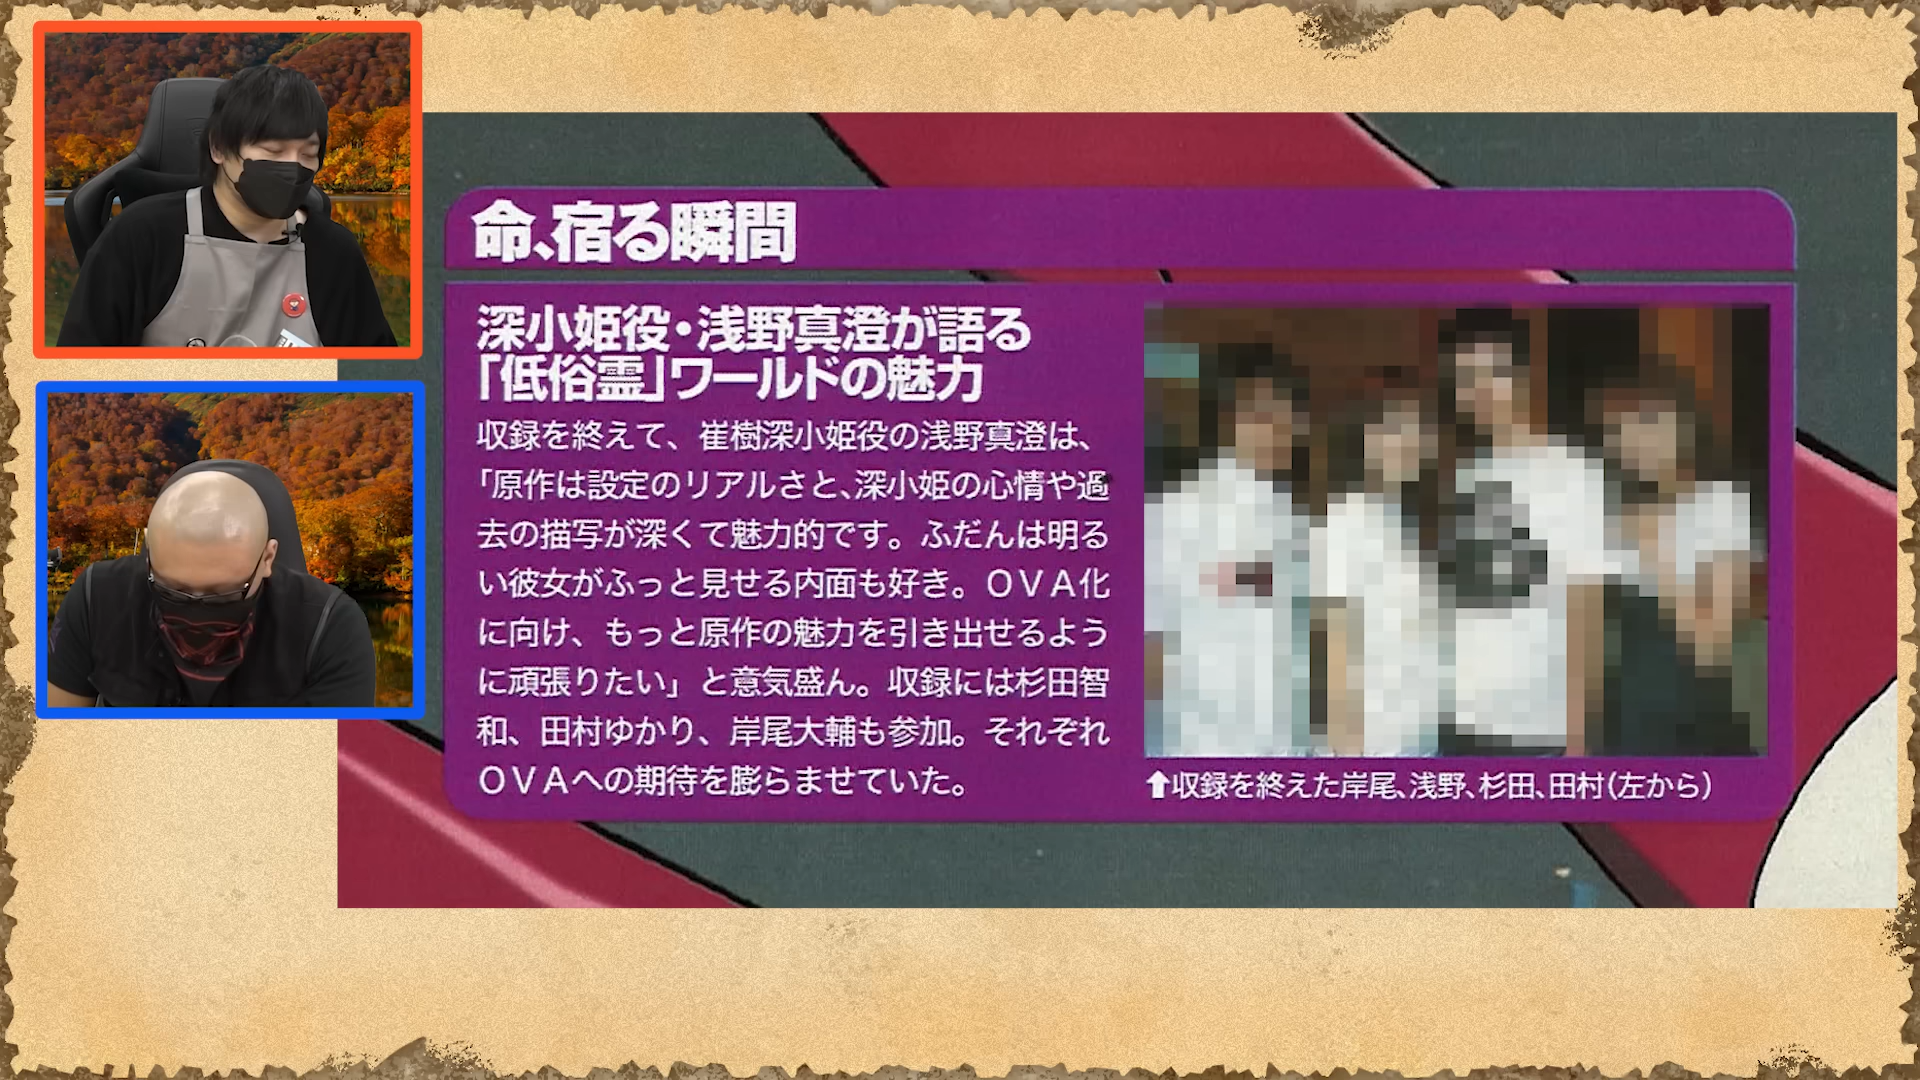 命、宿る瞬間
深小姫役・浅野真澄が語る
「低俗霊」ワールドの魅力
収録を終えて、崔樹深小姫役の浅野真澄は、
「原作は設定のリアルさと、深小姫の心情や過
去の描写が深くて魅力的です。ふだんは明る
い彼女がふっと見せる内面も好き。OVA化
に向け、もっと原作の魅力を引き出せるよう
に頑張りたい」と意気盛ん。収録には杉田智
和、田村ゆかり、岸尾大輔も参加。それぞれ
OVAへの期待を膨らませていた。
⬆収録を終えた岸尾、浅野、杉田、田村（左から）